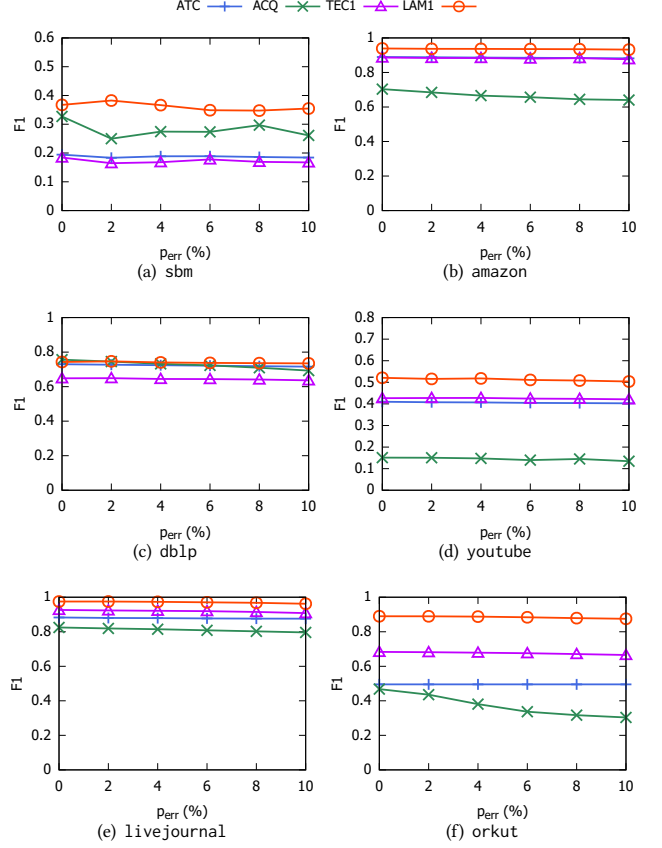 ATC ACQ TEC1 LAM1
0.6
0.5
0.4
0.3
0.2
0.1
0
F1
0 2 4 6 8 10
perr (%)
(a) sbm
1
0.8
0.6
0.4
0.2
0
F1
0 2 4 6 8 10
perr (%)
(b) amazon
1
0.8
0.6
0.4
0.2
0
F1
0 2 4 6 8 10
perr (%)
(c) dblp
0.8
0.7
0.6
0.5
0.4
0.3
0.2
0.1
0
F1
0 2 4 6 8 10
perr (%)
(d) youtube
1
0.8
0.6
0.4
0.2
0
F1
0 2 4 6 8 10
perr (%)
(e) livejournal
1
0.8
0.6
0.4
0.2
0
F1
0 2 4 6 8 10
perr (%)
(f) orkut